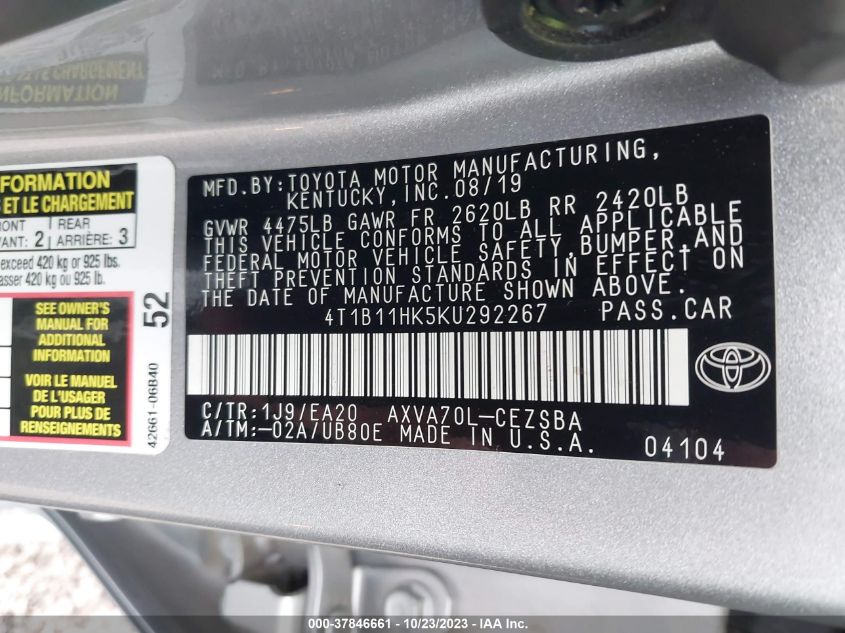 FORMATION
S ET LE CHARGEMENT
RONT REAR
VANT: 2 ARRIÈRE: 3
exceed 420 kg or 925 lbs.
asser 420 kg ou 925 lb.
SEE OWNER'S
MANUAL FOR
ADDITIONAL
INFORMATION
VOIR LE MANUEL
DE L'USAGER
POUR PLUS DE
RENSEIGNEMENTS
52
42661-06B40
MFD.BY:TOYOTA MOTOR MANUFACTURING,
KENTUCKY,INC.08/19
GVWR 4475LB GAWR FR 2620LB RR 2420LB
THIS VEHICLE CONFORMS TO ALL APPLICABLE
FEDERAL MOTOR VEHICLE SAFETY,BUMPER,AND
THEFT PREVENTION STANDARDS IN EFFECT ON
THE DATE OF MANUFACTURE SHOWN ABOVE.
4T1B11HK5KU292267 PASS.CAR
C/TR:1J9/EA20 AXVA70L-CEZSBA
A/TM:-02A/UB80E MADE IN U.S.A. 04104
000-37846661 - 10/23/2023 - IAA Inc.